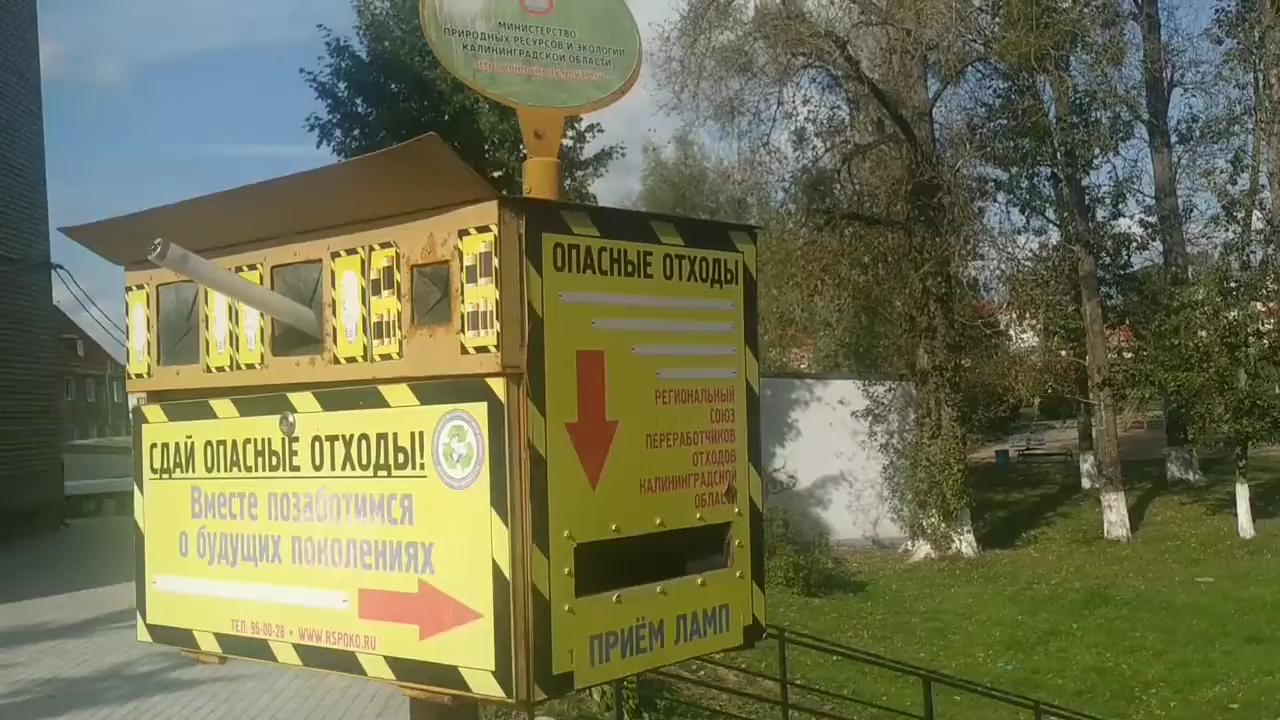 МИНИСТЕРСТВО
ПРИРОДНЫХ РЕСУРСОВ И ЭКОЛОГИИ
КАЛИНИНГРАДСКОЙ ОБЛАСТИ
ОПАСНЫЕ ОТХОДЫ
РЕГИОНАЛЬНЫЙ
СОЮЗ
ПЕРЕРАБОТЧИКОВ
ОТХОДОВ
КАЛИНИНГРАДСКОЙ
ОБЛАСТИ
ПРИЁМ ЛАМП
СДАЙ ОПАСНЫЕ ОТХОДЫ!
Вместе позаботимся
о будущих поколениях
ТЕЛ. 96-00-28 • WWW.RSPOKO.RU